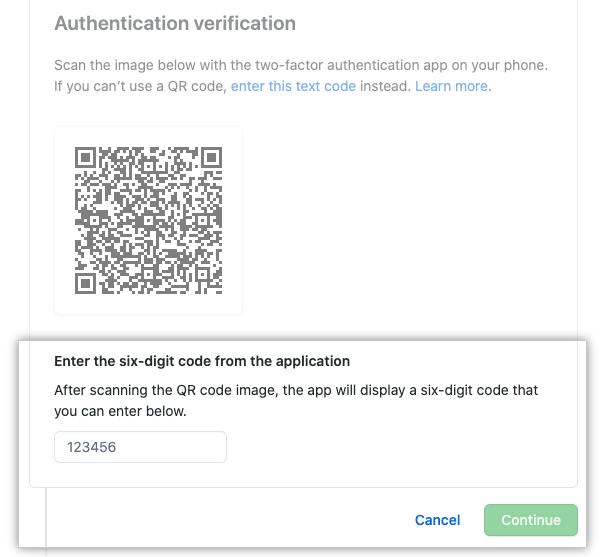 Authentication verification
Scan the image below with the two-factor authentication app on your phone.
If you can’t use a QR code, enter this text code instead. Learn more.
Enter the six-digit code from the application
After scanning the QR code image, the app will display a six-digit code that
you can enter below.
123456
Cancel
Continue